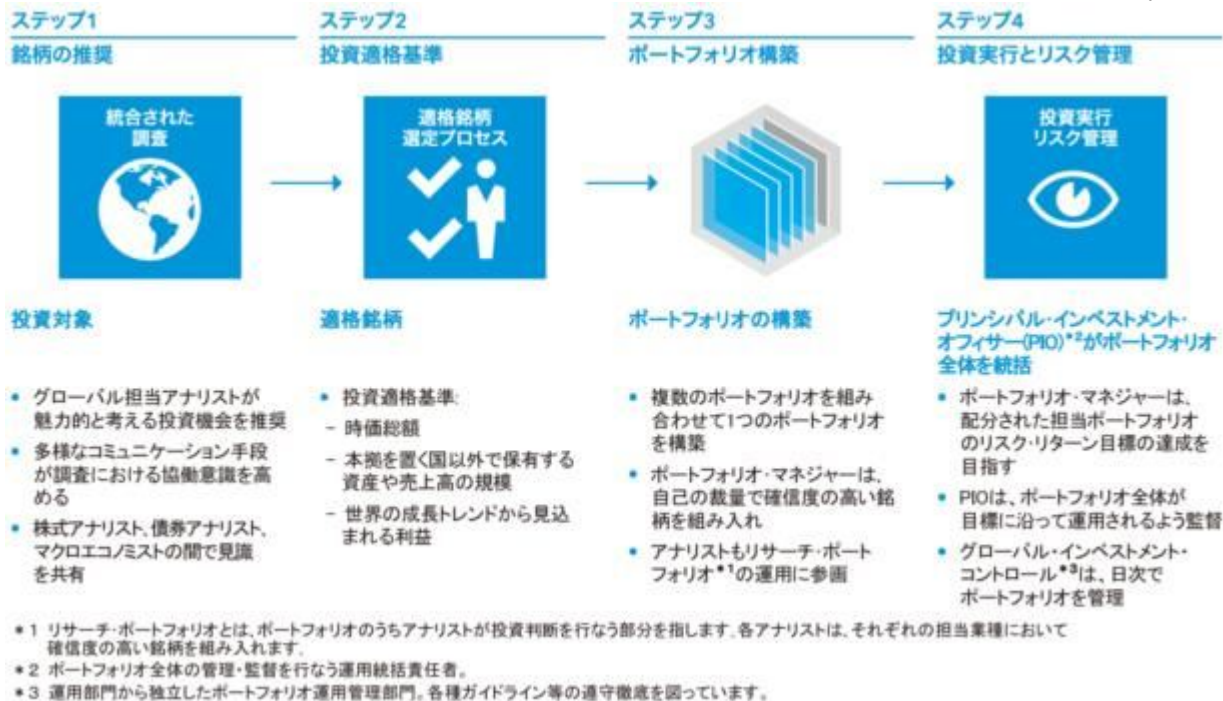 ステップ1
銘柄の推奨
統合された
調査
投資対象
• グローバル担当アナリストが
魅力的と考える投資機会を推奨
• 多様なコミュニケーション手段
が調査における協働意識を高
める
• 株式アナリスト、債券アナリスト、
マクロエコノミストの間で見識
を共有
ステップ2
投資適格基準
適格銘柄
選定プロセス
適格銘柄
• 投資適格基準:
− 時価総額
− 本拠を置く国以外で保有する
資産や売上高の規模
− 世界の成長トレンドから見込
まれる利益
ステップ3
ポートフォリオ構築
ポートフォリオの構築
• 複数のポートフォリオを組み
合わせて1つのポートフォリオ
を構築
• ポートフォリオ・マネジャーは、
自己の裁量で確信度の高い銘
柄を組み入れ
• アナリストもリサーチ・ポート
フォリオ*1の運用に参画
ステップ4
投資実行とリスク管理
投資実行
リスク管理
プリンシパル・インベストメント・
オフィサー(PIO)*2がポートフォリオ
全体を統括
• ポートフォリオ・マネジャーは、
配分された担当ポートフォリオ
のリスク・リターン目標の達成を
目指す
• PIOは、ポートフォリオ全体が
目標に沿って運用されるよう監督
• グローバル・インベストメント・
コントロール*3は、日次で
ポートフォリオを管理
*1 リサーチ・ポートフォリオとは、ポートフォリオのうちアナリストが投資判断を行なう部分を指します。各アナリストは、それぞれの担当業種において
確信度の高い銘柄を組み入れます。
*2 ポートフォリオ全体の管理・監督を行なう運用統括責任者。
*3 運用部門から独立したポートフォリオ運用管理部門。各種ガイドライン等の遵守徹底を図っています。